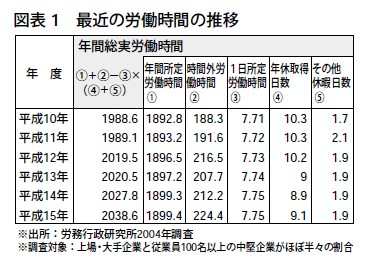 図表1 最近の労働時間の推移
年 度
年間総実労働時間
①+②-③×
(④+⑤)
年間所定
労働時間
①
時間外労
働時間
②
1日所定
労働時間
③
年休取得
日数
④
その他
休暇日数
⑤
平成10年 1988.6 1892.8 188.3 7.71 10.3 1.7
平成11年 1989.1 1893.2 191.6 7.72 10.3 2.1
平成12年 2019.5 1896.5 216.5 7.73 10.2 1.9
平成13年 2020.5 1897.2 207.7 7.74 9 1.9
平成14年 2027.8 1899.3 212.2 7.75 8.9 1.9
平成15年 2038.6 1899.4 224.4 7.75 9.1 1.9
※出所：労務行政研究所2004年調査
※調査対象：上場・大手企業と従業員100名以上の中堅企業がほぼ半々の割合